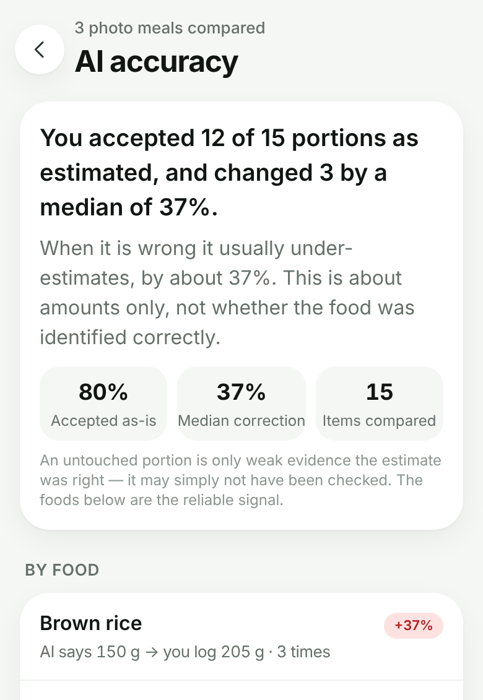 3 photo meals compared
AI accuracy
You accepted 12 of 15 portions as
estimated, and changed 3 by a
median of 37%.
When it is wrong it usually under-
estimates, by about 37%. This is about
amounts only, not whether the food was
identified correctly.
80%
Accepted as-is
37%
Median correction
15
Items compared
An untouched portion is only weak evidence the estimate
was right — it may simply not have been checked. The
foods below are the reliable signal.
BY FOOD
Brown rice
+37%
AI says 150 g → you log 205 g · 3 times